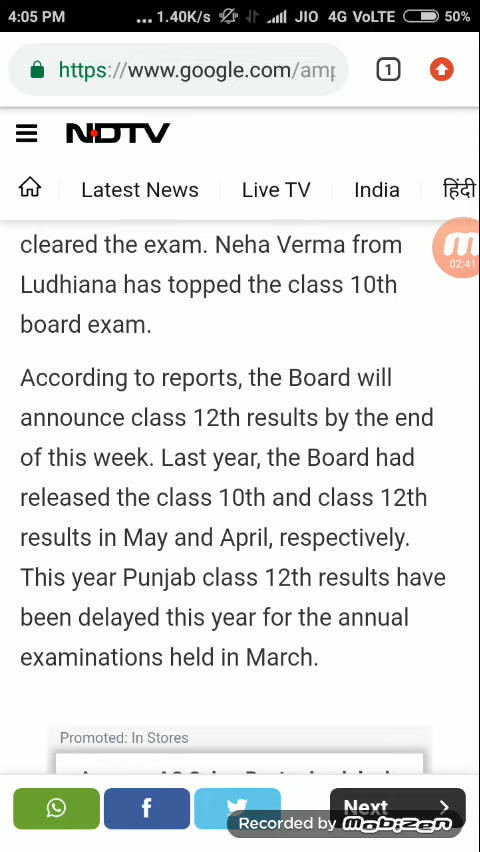 4:05 PM ... 1.40K/s JIO 4G VoLTE 50%
https://www.google.com/amp
1
NDTV
Latest News Live TV India हिंदी
cleared the exam. Neha Verma from
02:41
Ludhiana has topped the class 10th
board exam.
According to reports, the Board will
announce class 12th results by the end
of this week. Last year, the Board had
released the class 10th and class 12th
results in May and April, respectively.
This year Punjab class 12th results have
been delayed this year for the annual
examinations held in March.
Promoted: In Stores
Next
Recorded by mobizen